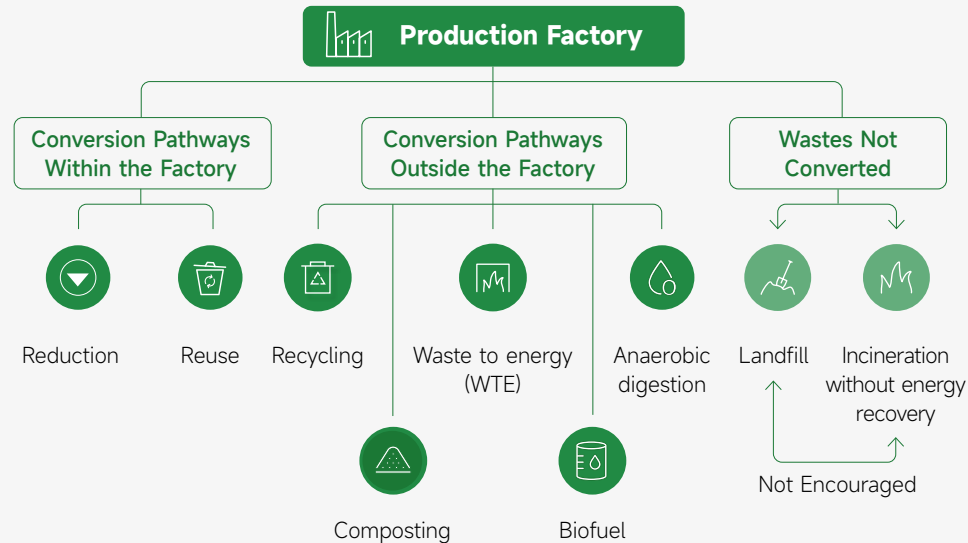 Production Factory
Conversion Pathways
Within the Factory
Conversion Pathways
Outside the Factory
Wastes Not
Converted
Reduction
Reuse
Recycling
Waste to energy
(WTE)
Anaerobic
digestion
Landfill
Incineration
without energy
recovery
Not Encouraged
Composting
Biofuel